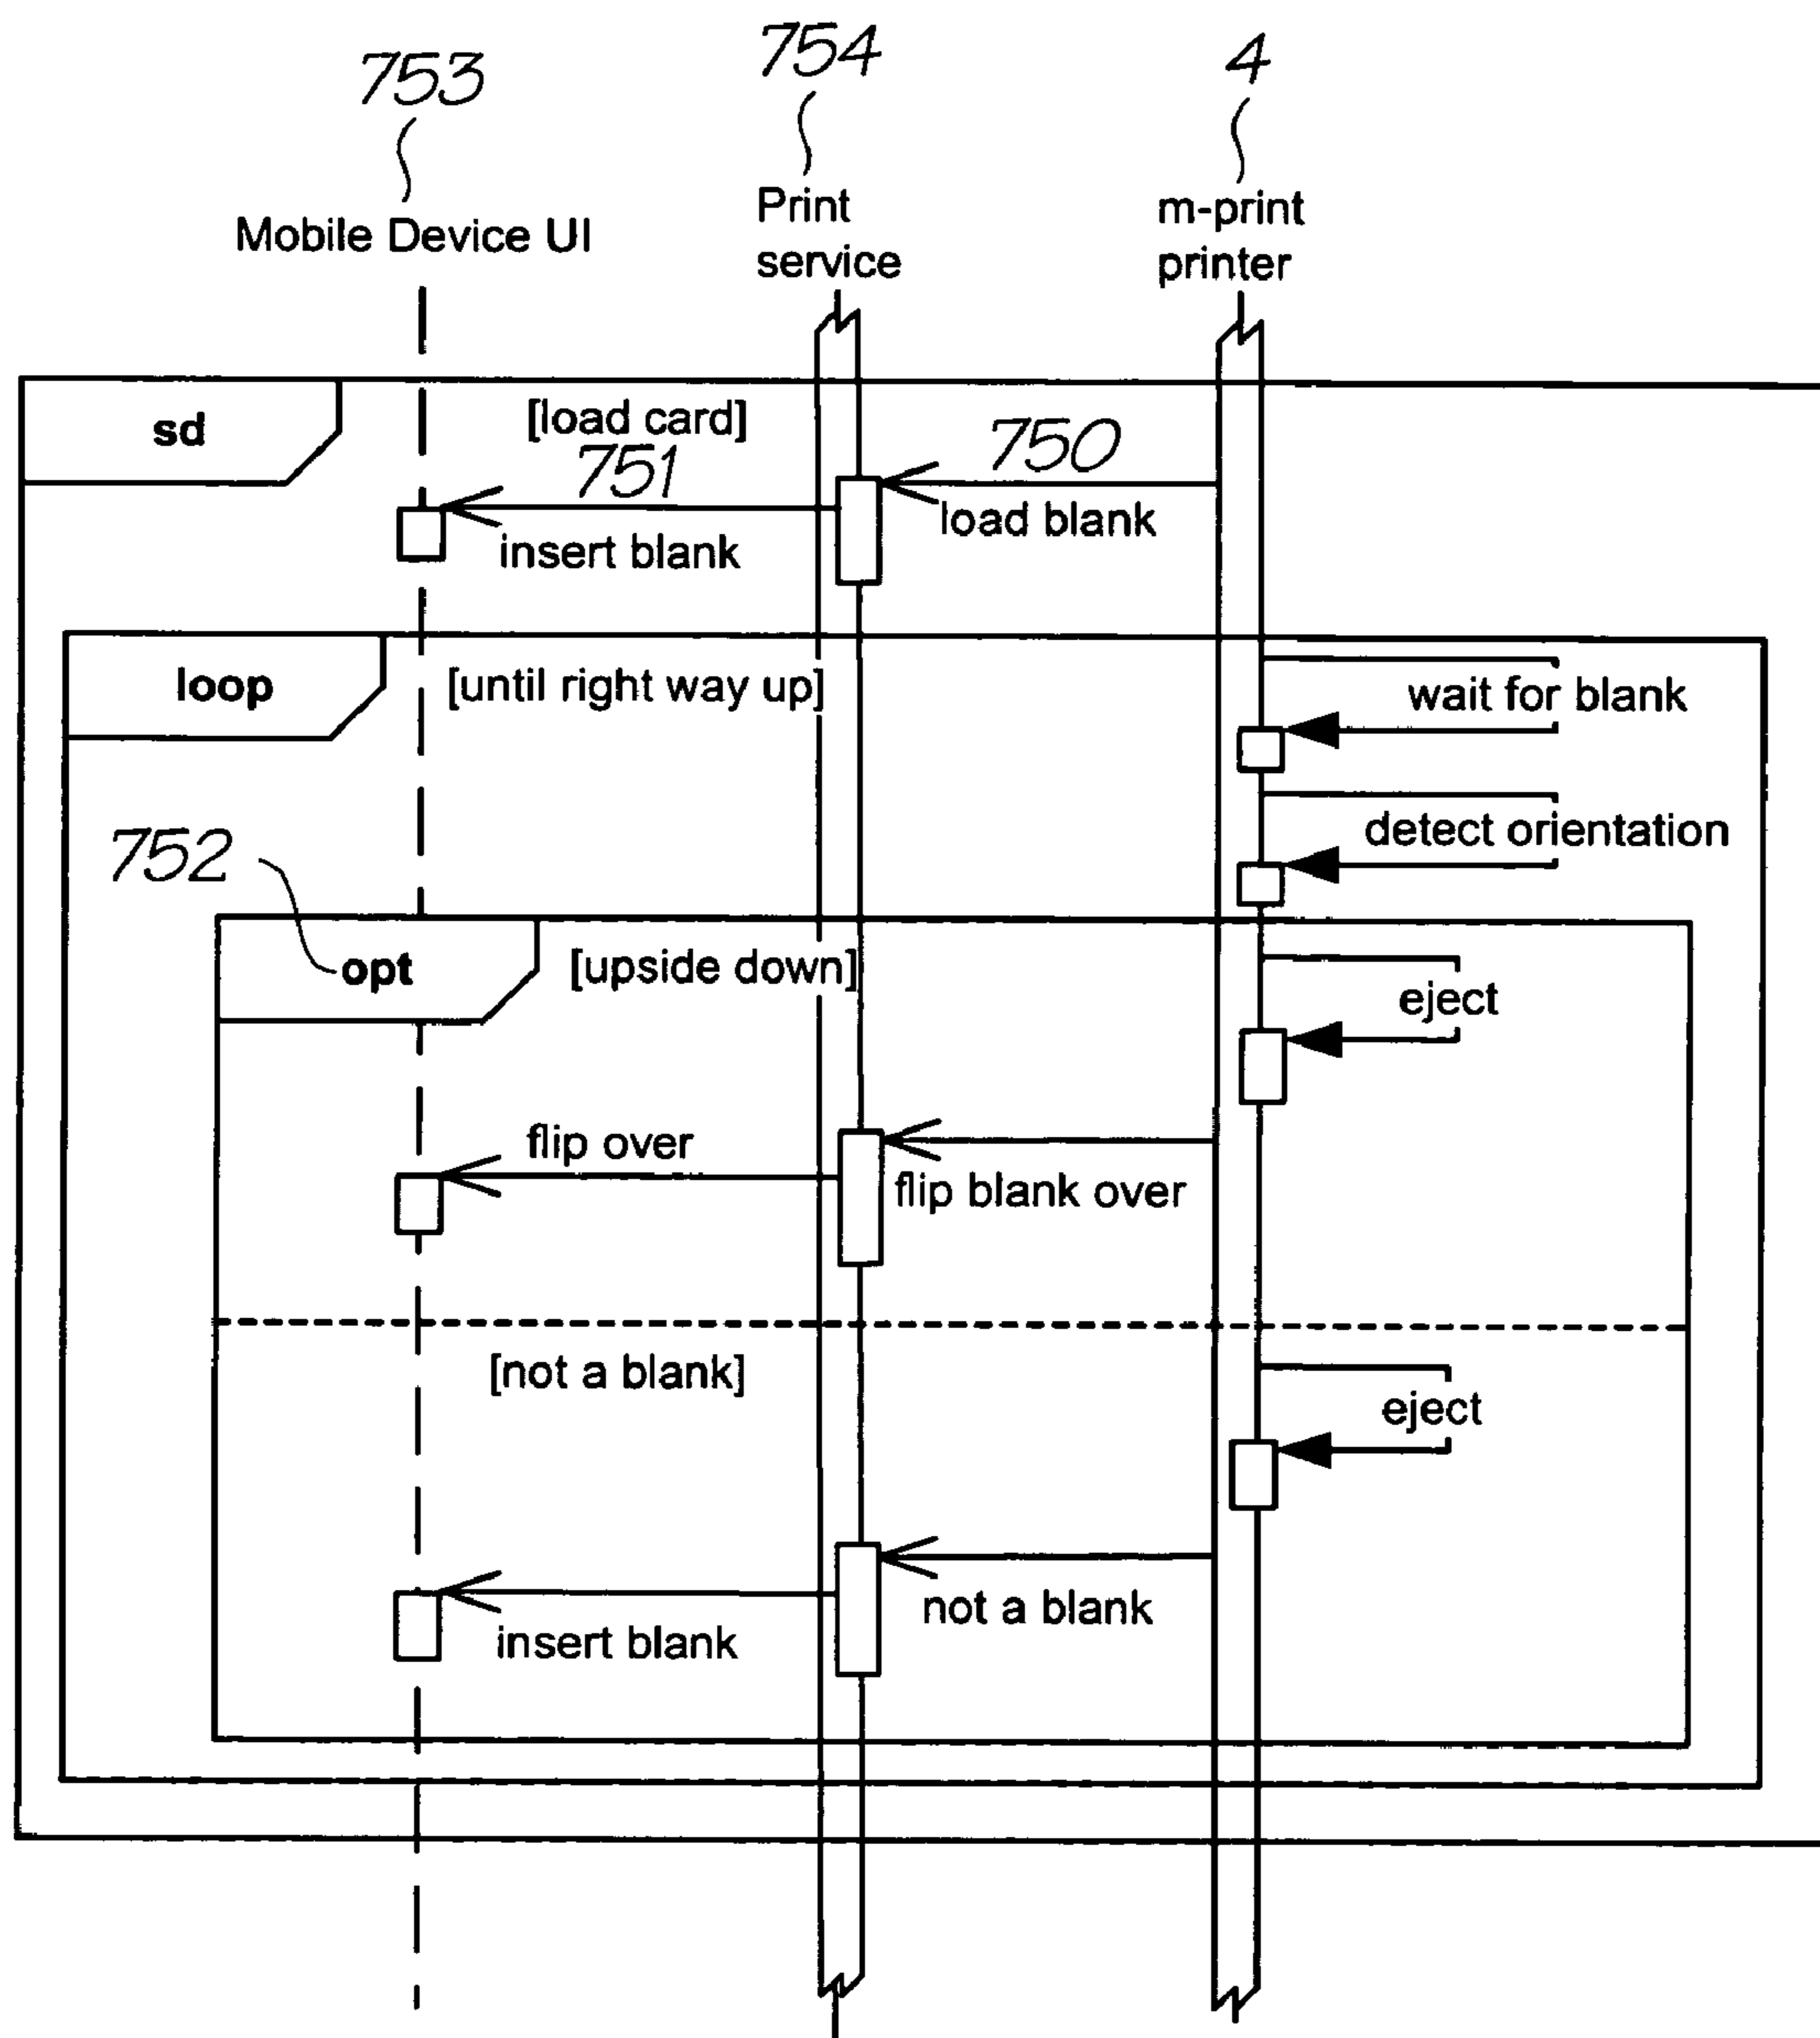 753
754
4
Mobile Device UI
Print
service
m-print
printer
sd
[load card]
751
750
insert blank
load blank
loop
[until right way up]
wait for blank
detect orientation
752
opt
[upside down]
eject
flip over
flip blank over
[not a blank]
eject
not a blank
insert blank